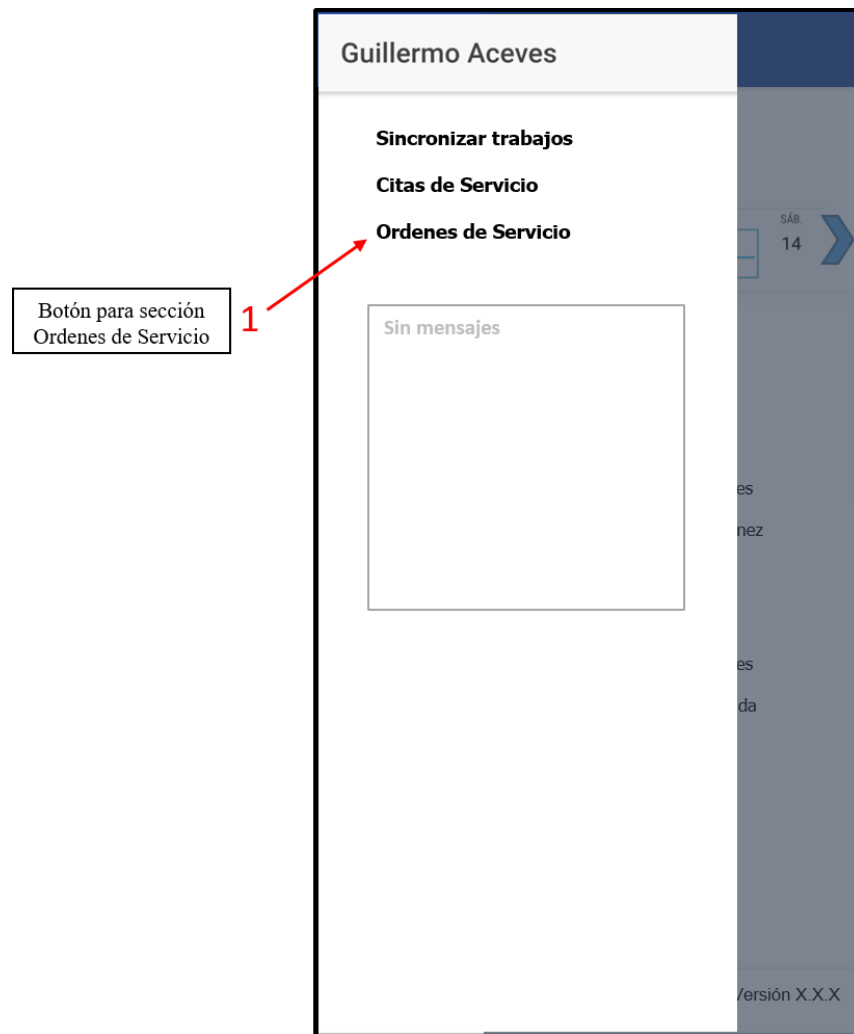 Guillermo Aceves
Sincronizar trabajos
Citas de Servicio
Ordenes de Servicio
SÁB.
14
Botón para sección
Ordenes de Servicio
1
Sin mensajes
es
nez
es
da
Versión X.X.X